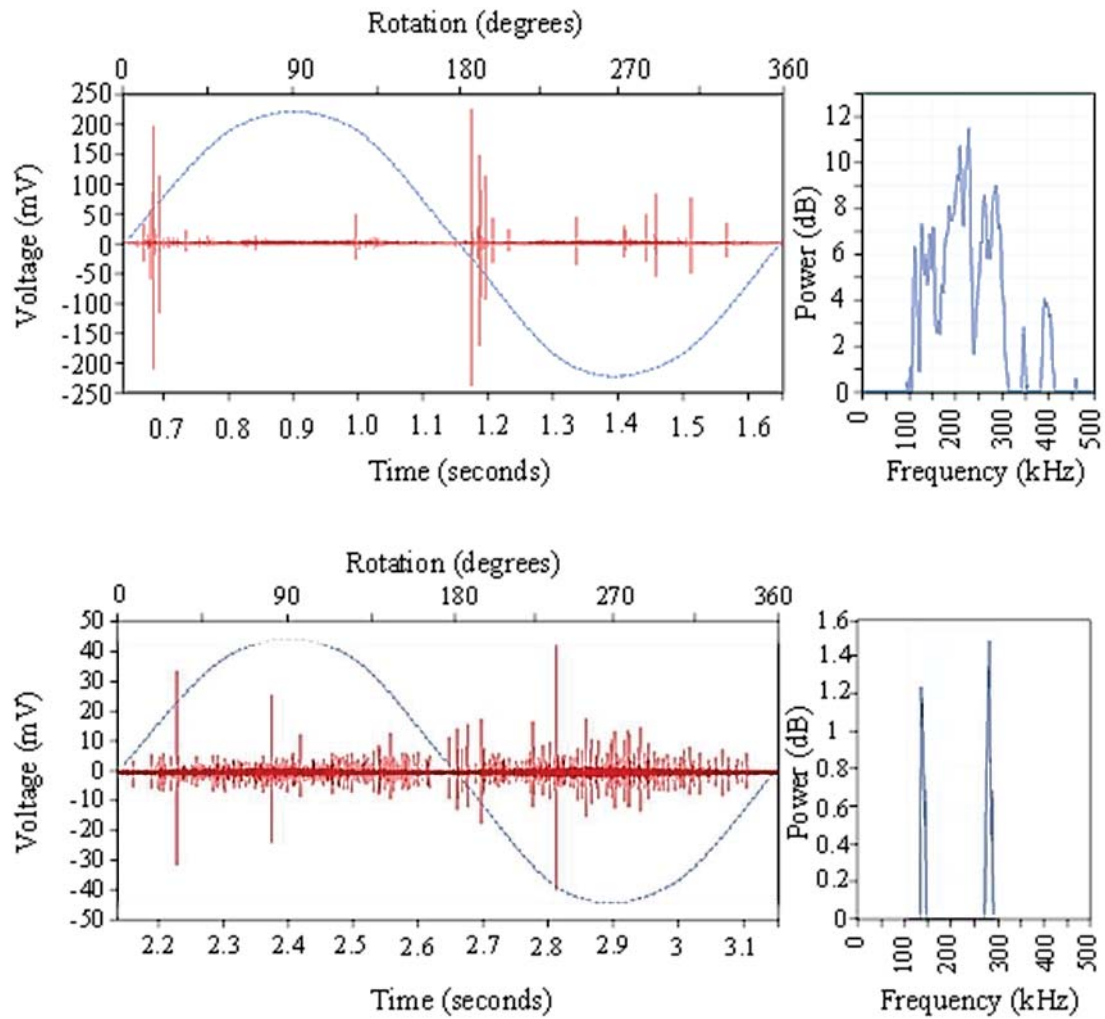 Rotation (degrees)
0 90 180 270 360
250
200
150
100
50
0
-50
-100
-150
-200
-250
Voltage (mV)
0.7 0.8 0.9 1.0 1.1 1.2 1.3 1.4 1.5 1.6
Time (seconds)
12
10
8
6
4
2
0
Power (dB)
0 100 200 300 400 500
Frequency (kHz)
Rotation (degrees)
0 90 180 270 360
50
40
30
20
10
0
-10
-20
-30
-40
-50
Voltage (mV)
2.2 2.3 2.4 2.5 2.6 2.7 2.8 2.9 3 3.1
Time (seconds)
1.6
1.4
1.2
1
0.8
0.6
0.4
0.2
0
Power (dB)
0 100 200 300 400 500
Frequency (kHz)